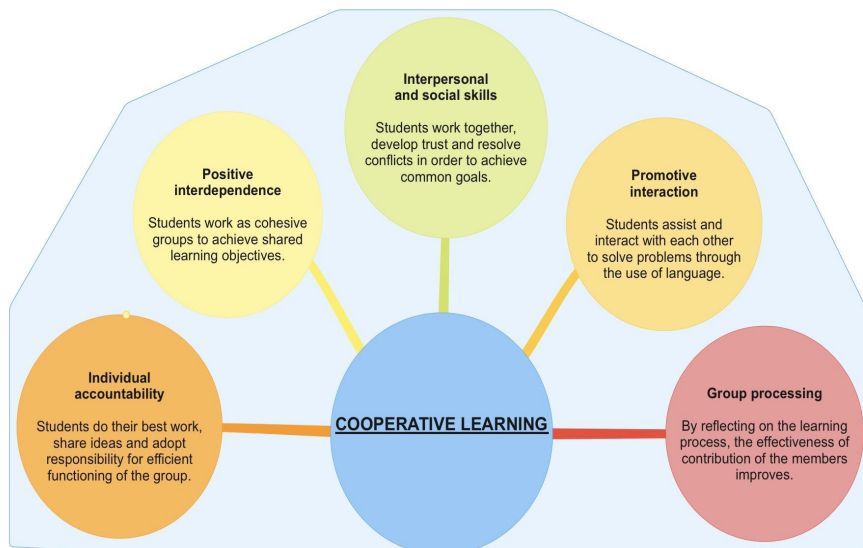 Interpersonal
and social skills
Students work together,
develop trust and resolve
conflicts in order to achieve
common goals.
Positive
interdependence
Students work as cohesive
groups to achieve shared
learning objectives.
Promotive
interaction
Students assist and
interact with each other
to solve problems through
the use of language.
Individual
accountability
Students do their best work,
share ideas and adopt
responsibility for efficient
functioning of the group.
COOPERATIVE LEARNING
Group processing
By reflecting on the learning
process, the effectiveness of
contribution of the members
improves.